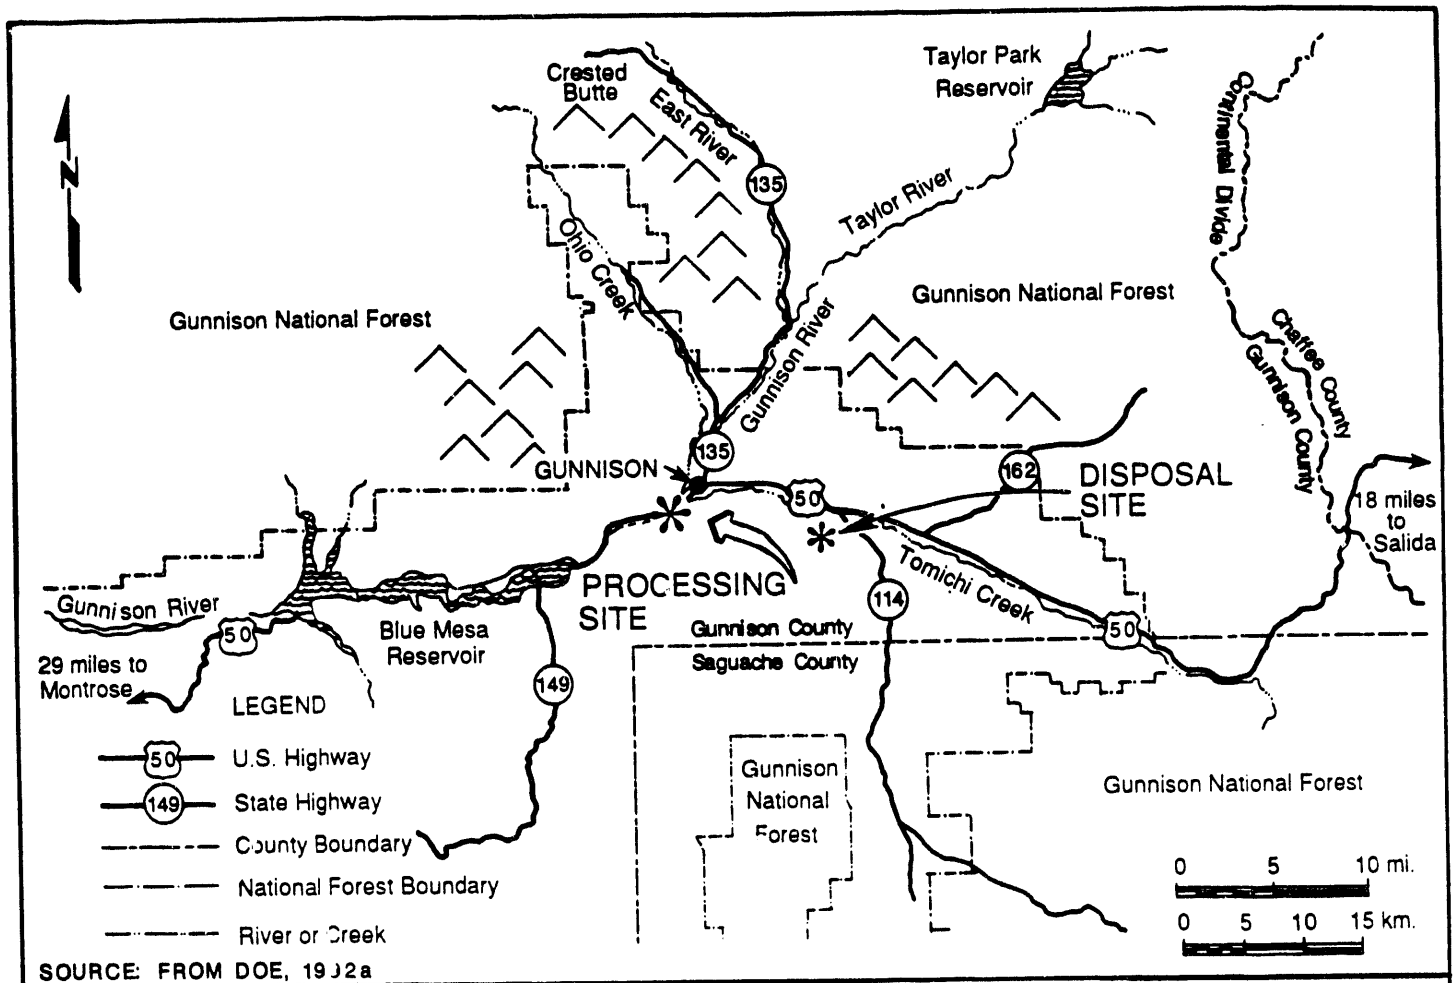 Taylor Park
Reservoir
Crested
Butte
East River
Continental Divide
N
135
Taylor River
Ohio Creek
Gunnison National Forest
Gunnison National Forest
Gunnison River
Chaffee County
Gunnison County
135
GUNNISON
162
DISPOSAL
SITE
50
18 miles
to
Salida
Tomichi Creek
PROCESSING
SITE
114
Gunnison River
50
Blue Mesa
Reservoir
Gunnison County
Saguache County
50
29 miles to
Montrose
149
LEGEND
50 U.S. Highway
149 State Highway
County Boundary
National Forest Boundary
River or Creek
Gunnison
National
Forest
Gunnison National Forest
0 5 10 mi.
0 5 10 15 km.
SOURCE: FROM DOE,